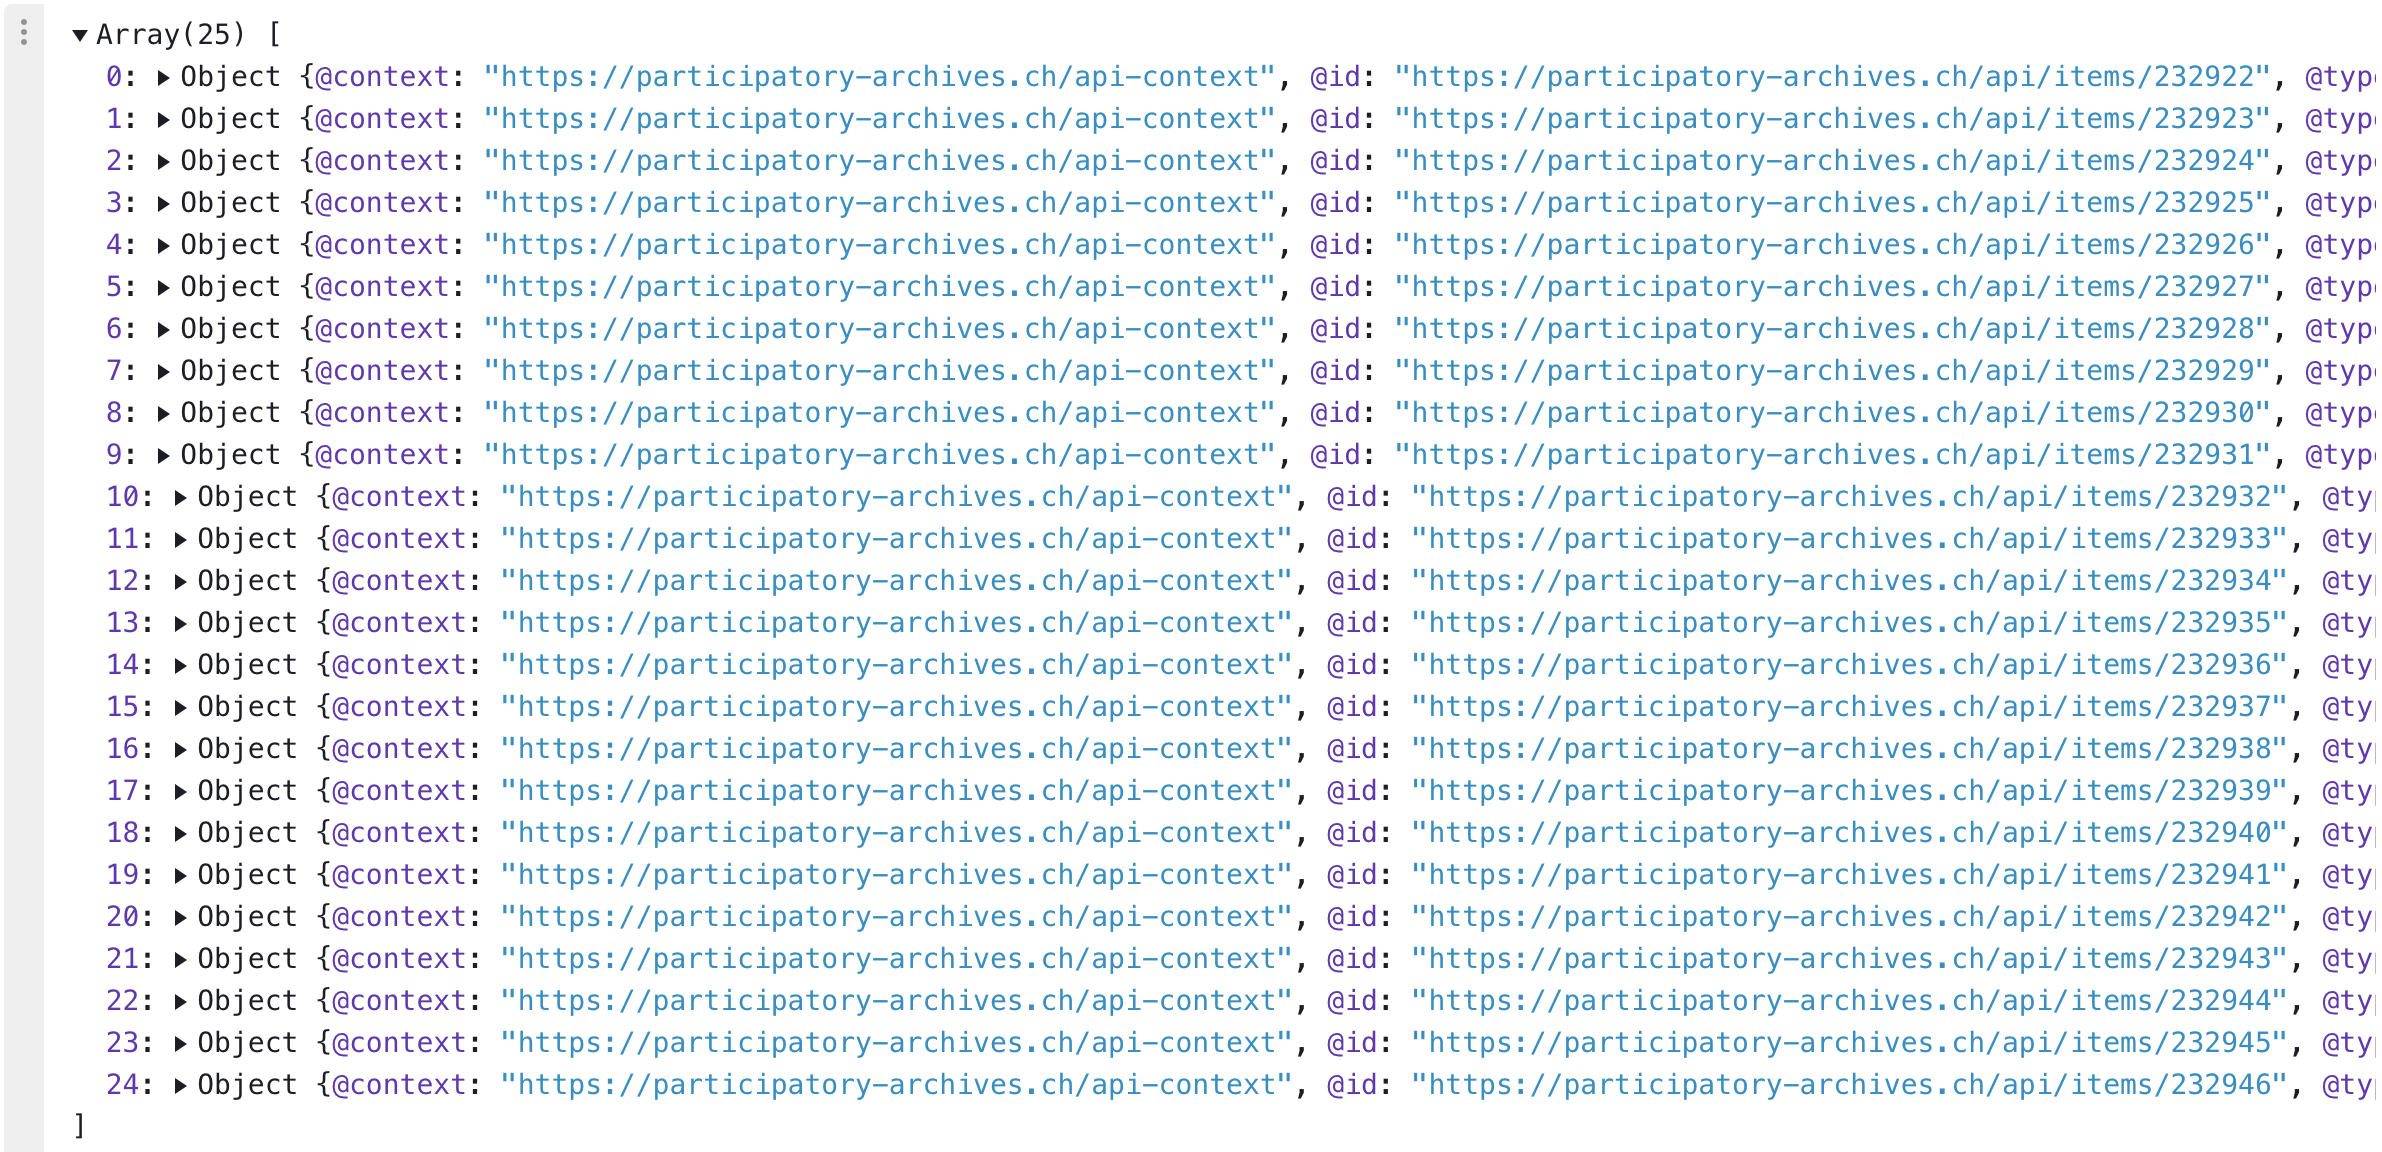 ▼Array(25) [
0: ▶Object {@context: "https://participatory-archives.ch/api-context", @id: "https://participatory-archives.ch/api/items/232922", @type
1: ▶Object {@context: "https://participatory-archives.ch/api-context", @id: "https://participatory-archives.ch/api/items/232923", @type
2: ▶Object {@context: "https://participatory-archives.ch/api-context", @id: "https://participatory-archives.ch/api/items/232924", @type
3: ▶Object {@context: "https://participatory-archives.ch/api-context", @id: "https://participatory-archives.ch/api/items/232925", @type
4: ▶Object {@context: "https://participatory-archives.ch/api-context", @id: "https://participatory-archives.ch/api/items/232926", @type
5: ▶Object {@context: "https://participatory-archives.ch/api-context", @id: "https://participatory-archives.ch/api/items/232927", @type
6: ▶Object {@context: "https://participatory-archives.ch/api-context", @id: "https://participatory-archives.ch/api/items/232928", @type
7: ▶Object {@context: "https://participatory-archives.ch/api-context", @id: "https://participatory-archives.ch/api/items/232929", @type
8: ▶Object {@context: "https://participatory-archives.ch/api-context", @id: "https://participatory-archives.ch/api/items/232930", @type
9: ▶Object {@context: "https://participatory-archives.ch/api-context", @id: "https://participatory-archives.ch/api/items/232931", @type
10: ▶Object {@context: "https://participatory-archives.ch/api-context", @id: "https://participatory-archives.ch/api/items/232932", @typ
11: ▶Object {@context: "https://participatory-archives.ch/api-context", @id: "https://participatory-archives.ch/api/items/232933", @typ
12: ▶Object {@context: "https://participatory-archives.ch/api-context", @id: "https://participatory-archives.ch/api/items/232934", @typ
13: ▶Object {@context: "https://participatory-archives.ch/api-context", @id: "https://participatory-archives.ch/api/items/232935", @typ
14: ▶Object {@context: "https://participatory-archives.ch/api-context", @id: "https://participatory-archives.ch/api/items/232936", @typ
15: ▶Object {@context: "https://participatory-archives.ch/api-context", @id: "https://participatory-archives.ch/api/items/232937", @typ
16: ▶Object {@context: "https://participatory-archives.ch/api-context", @id: "https://participatory-archives.ch/api/items/232938", @typ
17: ▶Object {@context: "https://participatory-archives.ch/api-context", @id: "https://participatory-archives.ch/api/items/232939", @typ
18: ▶Object {@context: "https://participatory-archives.ch/api-context", @id: "https://participatory-archives.ch/api/items/232940", @typ
19: ▶Object {@context: "https://participatory-archives.ch/api-context", @id: "https://participatory-archives.ch/api/items/232941", @typ
20: ▶Object {@context: "https://participatory-archives.ch/api-context", @id: "https://participatory-archives.ch/api/items/232942", @typ
21: ▶Object {@context: "https://participatory-archives.ch/api-context", @id: "https://participatory-archives.ch/api/items/232943", @typ
22: ▶Object {@context: "https://participatory-archives.ch/api-context", @id: "https://participatory-archives.ch/api/items/232944", @typ
23: ▶Object {@context: "https://participatory-archives.ch/api-context", @id: "https://participatory-archives.ch/api/items/232945", @typ
24: ▶Object {@context: "https://participatory-archives.ch/api-context", @id: "https://participatory-archives.ch/api/items/232946", @typ
]